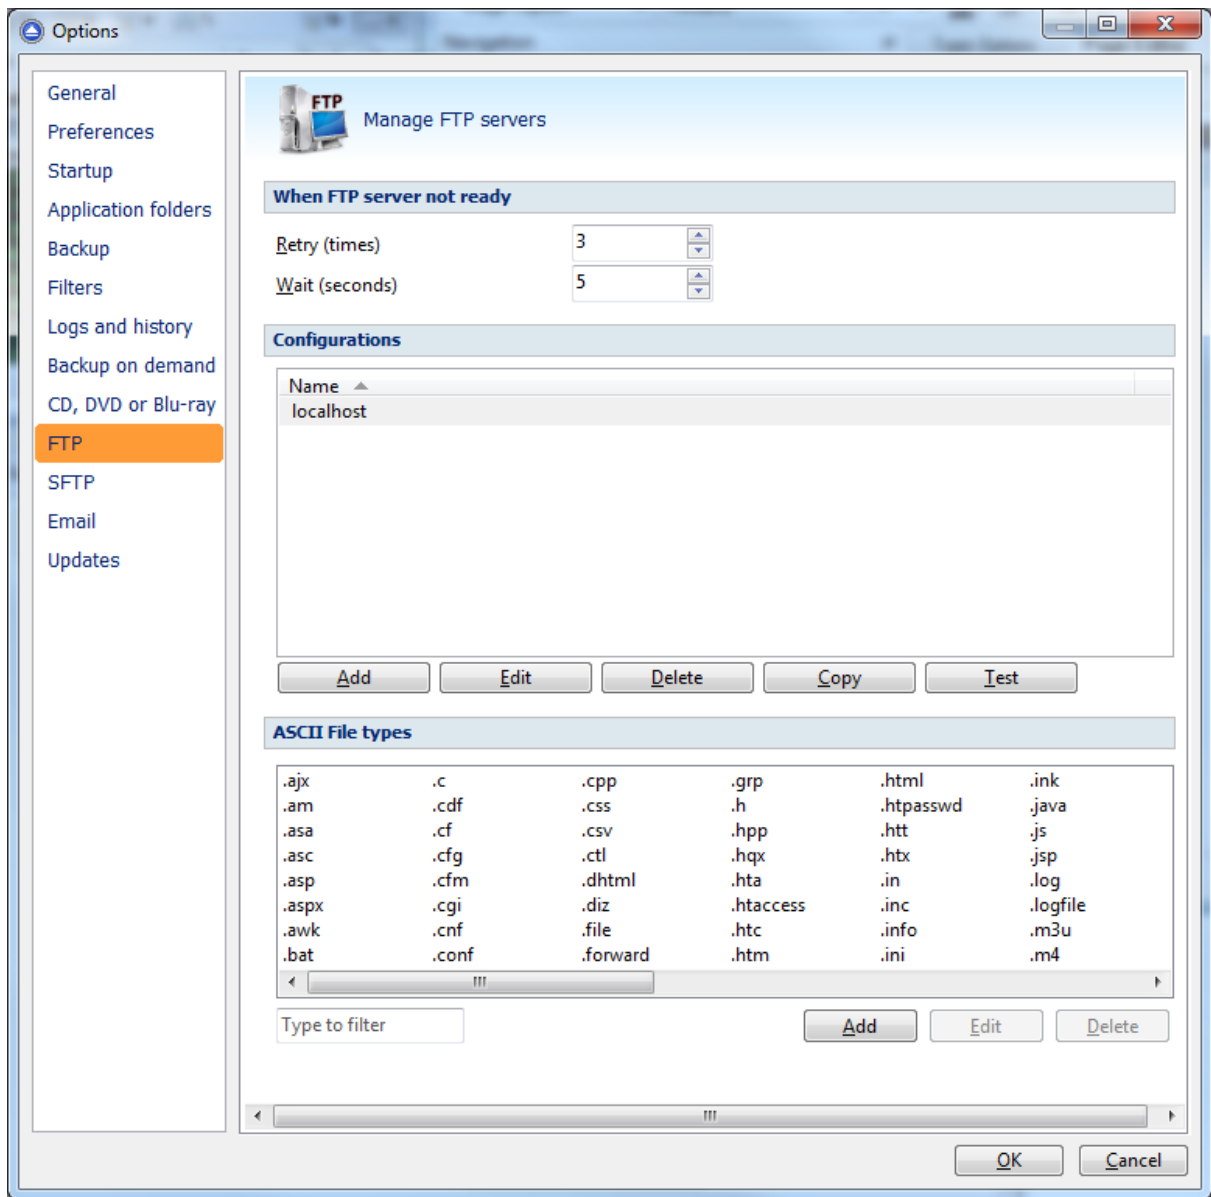 Options
General
Preferences
Startup
Application folders
Backup
Filters
Logs and history
Backup on demand
CD, DVD or Blu-ray
FTP
SFTP
Email
Updates
FTP
Manage FTP servers
When FTP server not ready
Retry (times) 3
Wait (seconds) 5
Configurations
Name
localhost
Add Edit Delete Copy Test
ASCII File types
.ajx .c .cpp .grp .html .ink
.am .cdf .css .h .htpasswd .java
.asa .cf .csv .hpp .htt .js
.asc .cfg .ctl .hqx .htx .jsp
.asp .cfm .dhtml .hta .in .log
.aspx .cgi .diz .htaccess .inc .logfile
.awk .cnf .file .htc .info .m3u
.bat .conf .forward .htm .ini .m4
Type to filter Add Edit Delete
OK Cancel